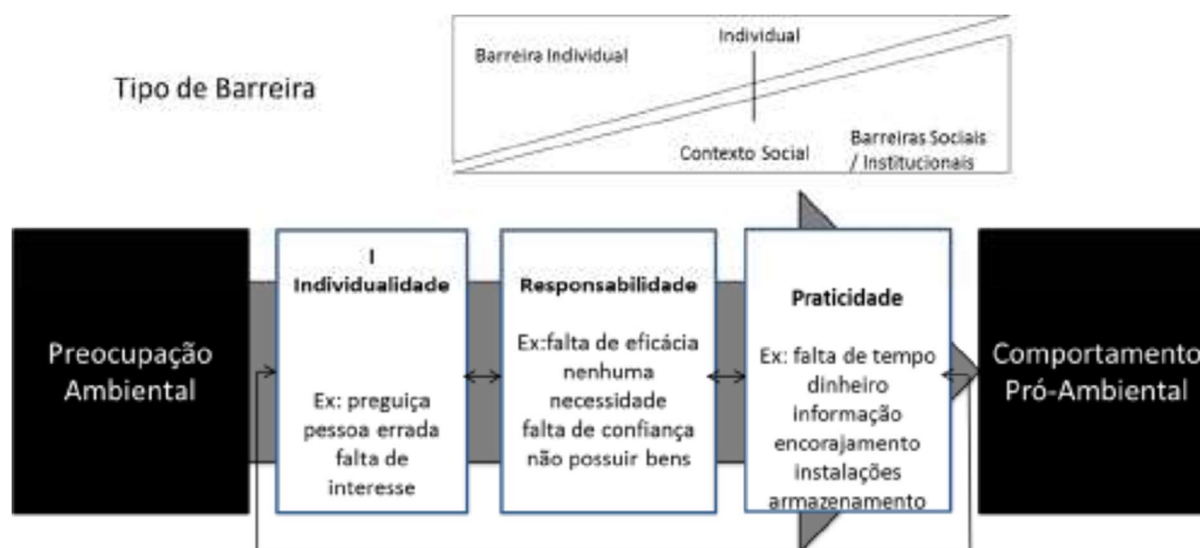 Barreira Individual
Individual
Tipo de Barreira
Contexto Social
Barreiras Sociais
/ Institucionais
Preocupação
Ambiental
I
Individualidade
Ex: preguiça
pessoa errada
falta de
interesse
Responsabilidade
Ex:falta de eficácia
nenhuma
necessidade
falta de confiança
não possuir bens
Praticidade
Ex: falta de tempo
dinheiro
informação
encorajamento
instalações
armazenamento
Comportamento
Pró-Ambiental